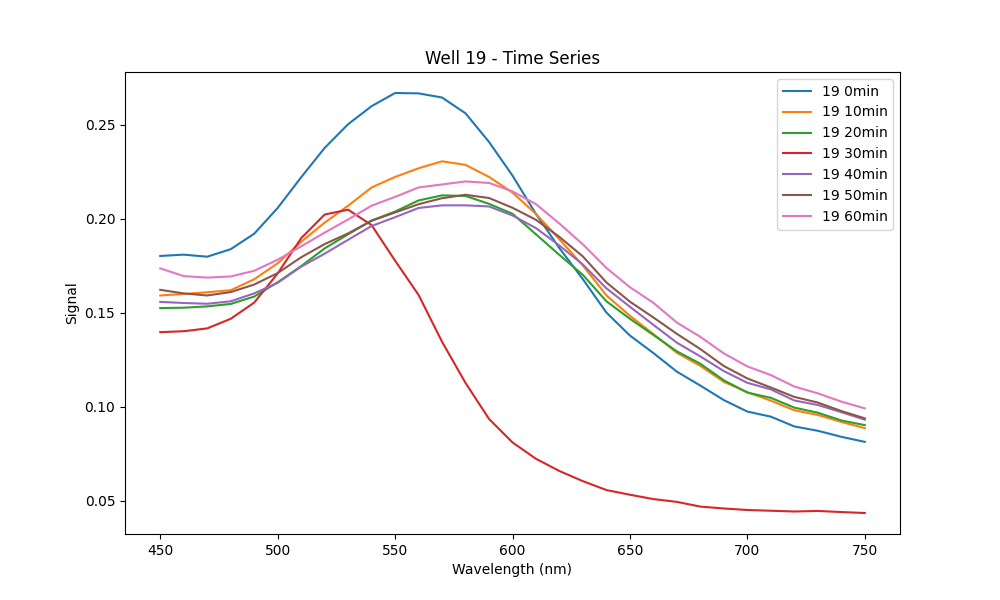 Well 19 - Time Series
19 0min
19 10min
19 20min
19 30min
19 40min
19 50min
19 60min
Signal
0.25
0.20
0.15
0.10
0.05
450 500 550 600 650 700 750
Wavelength (nm)